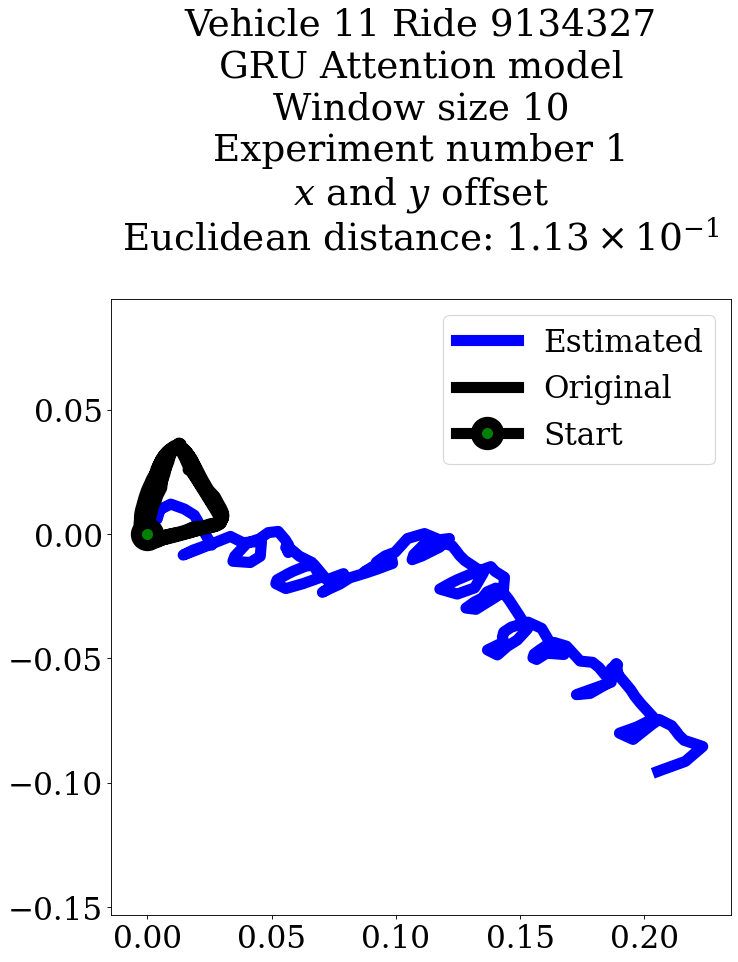 Vehicle 11 Ride 9134327
GRU Attention model
Window size 10
Experiment number 1
x and y offset
Euclidean distance: 1.13 × 10⁻¹
Estimated
Original
Start
0.05
0.00
−0.05
−0.10
−0.15
0.00 0.05 0.10 0.15 0.20